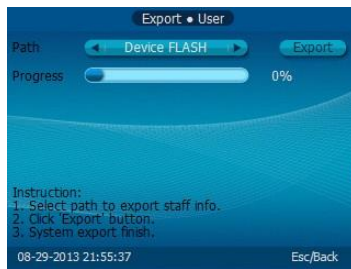 Export ● User
Path Device FLASH Export
Progress 0%
Instruction:
1. Select path to export staff info.
2. Click 'Export' button.
3. System export finish.
08-29-2013 21:55:37 Esc/Back